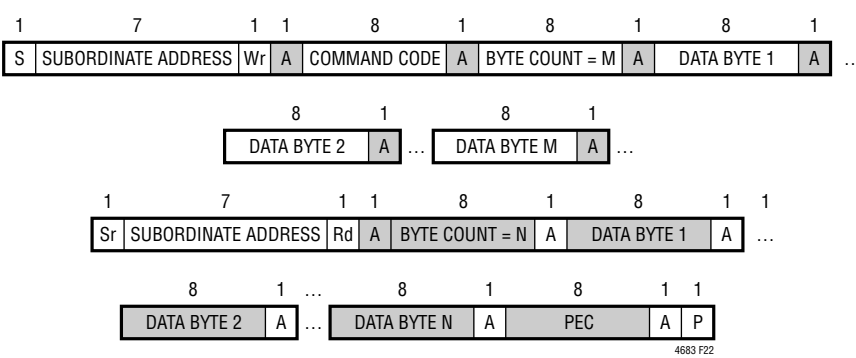 1 7 1 1 8 1 8 1 8 1
S SUBORDINATE ADDRESS Wr A COMMAND CODE A BYTE COUNT = M A DATA BYTE 1 A …
8 1 8 1
DATA BYTE 2 A … DATA BYTE M A …
1 7 1 1 8 1 8 1 1
Sr SUBORDINATE ADDRESS Rd A BYTE COUNT = N A DATA BYTE 1 A …
8 1 … 8 1 8 1 1
DATA BYTE 2 A … DATA BYTE N A PEC A P
4683 F22